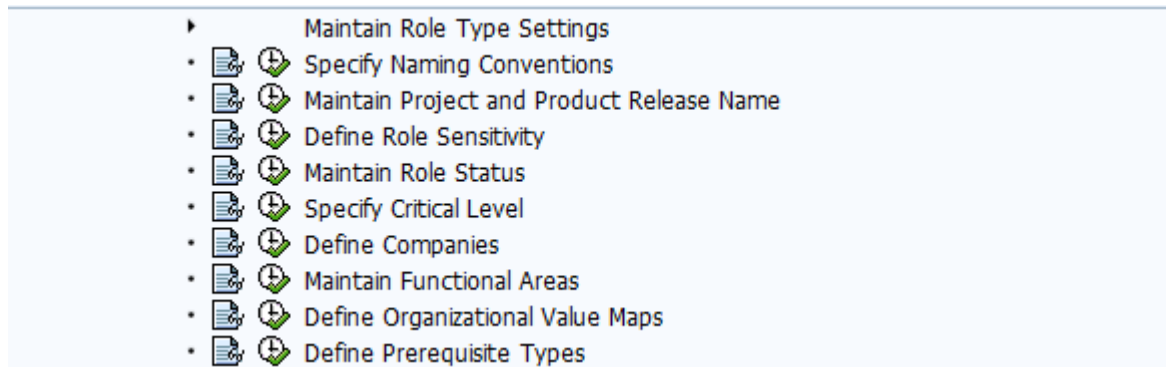 Maintain Role Type Settings
Specify Naming Conventions
Maintain Project and Product Release Name
Define Role Sensitivity
Maintain Role Status
Specify Critical Level
Define Companies
Maintain Functional Areas
Define Organizational Value Maps
Define Prerequisite Types